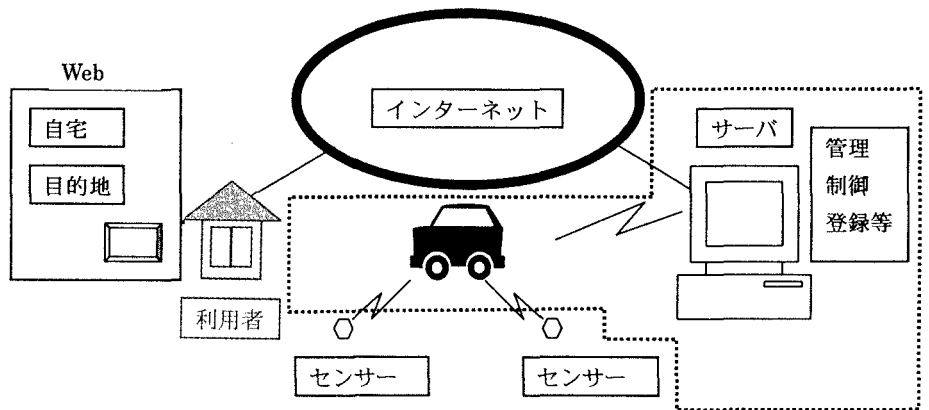 Web
自宅
目的地
利用者
インターネット
サーバ
管理
制御
登録等
センサー
センサー